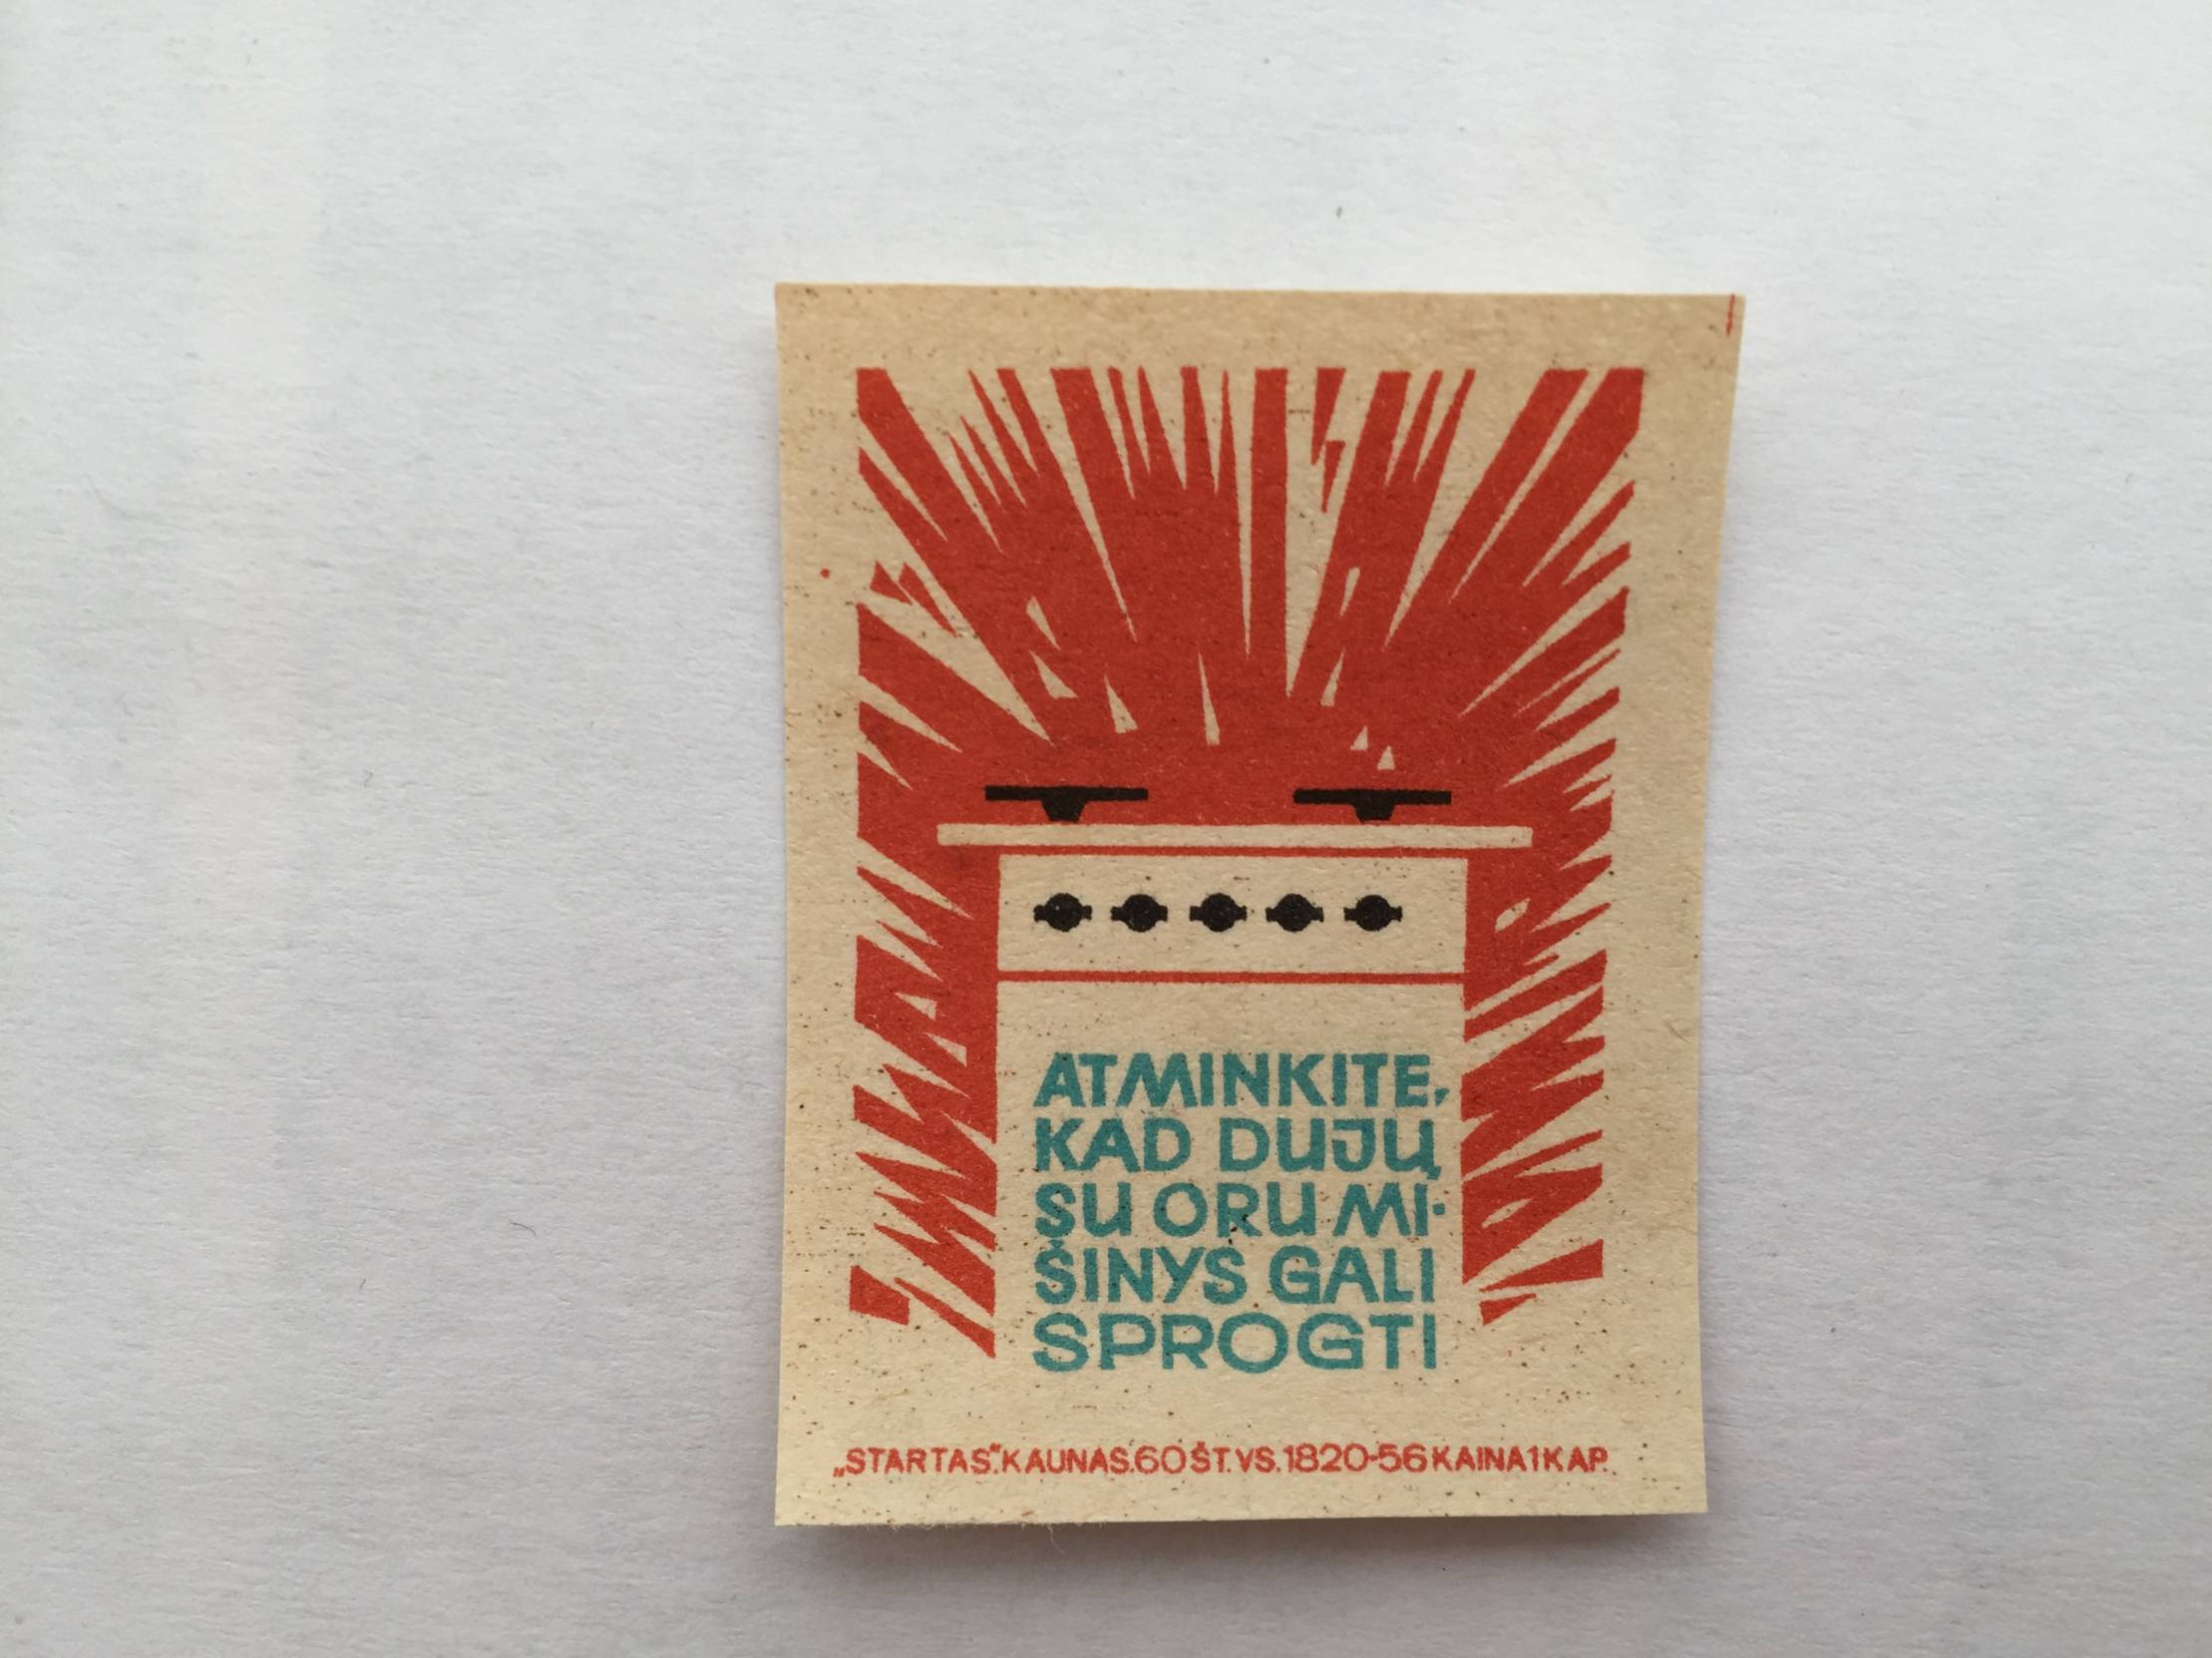 ATMINKITE,
KAD DUJŲ
SU ORU MI-
ŠINYS GALI
SPROGTI
„STARTAS“. KAUNAS. 60 ŠT. VS. 1820-56 KAINA 1 KAP.